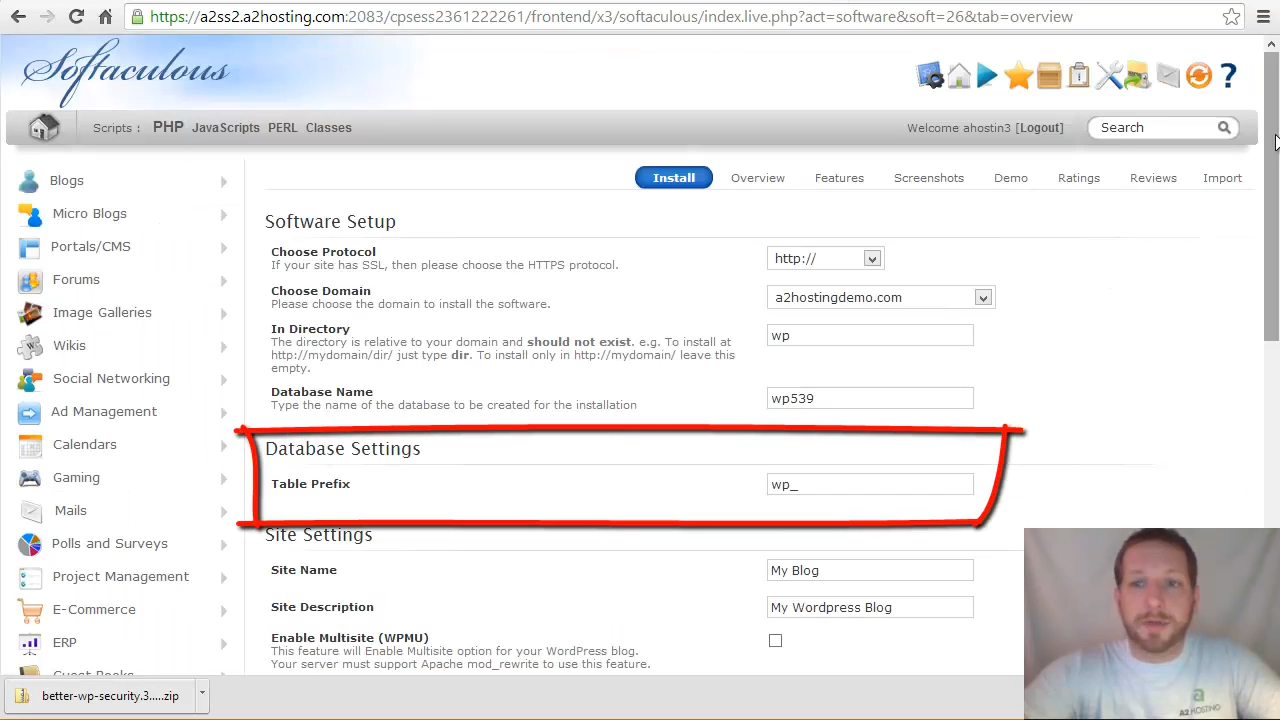 https://a2ss2.a2hosting.com:2083/cpsess2361222261/frontend/x3/softaculous/index.live.php?act=software&soft=26&tab=overview
Softaculous
Scripts : PHP JavaScripts PERL Classes
Welcome ahostin3 [Logout]
Search
Blogs
Micro Blogs
Portals/CMS
Forums
Image Galleries
Wikis
Social Networking
Ad Management
Calendars
Gaming
Mails
Polls and Surveys
Project Management
E-Commerce
ERP
Guest Books
Install Overview Features Screenshots Demo Ratings Reviews Import
Software Setup
Choose Protocol
If your site has SSL, then please choose the HTTPS protocol.
http://
Choose Domain
Please choose the domain to install the software.
a2hostingdemo.com
In Directory
The directory is relative to your domain and should not exist. e.g. To install at
http://mydomain/dir/ just type dir. To install only in http://mydomain/ leave this
empty.
wp
Database Name
Type the name of the database to be created for the installation
wp539
Database Settings
Table Prefix
wp_
Site Settings
Site Name
My Blog
Site Description
My Wordpress Blog
Enable Multisite (WPMU)
This feature will Enable Multisite option for your WordPress blog.
Your server must support Apache mod_rewrite to use this feature.
better-wp-security.3.....zip
A2 HOSTING